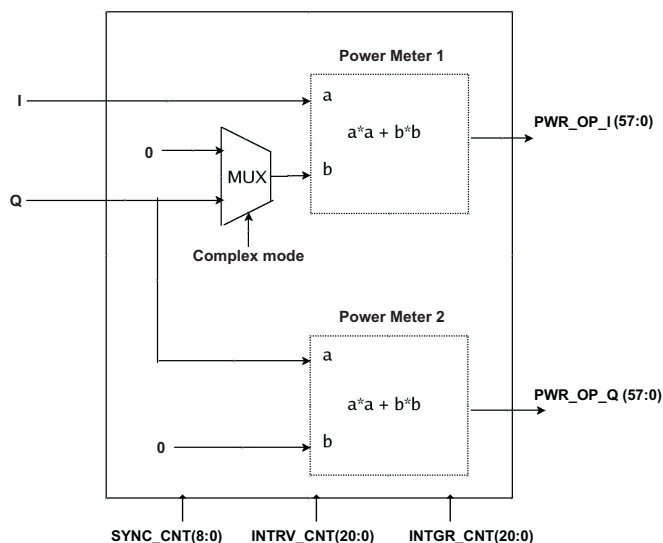 Power Meter 1
I
a
a*a + b*b
PWR_OP_I (57:0)
0
MUX
b
Q
Complex mode
Power Meter 2
a
a*a + b*b
PWR_OP_Q (57:0)
0
b
SYNC_CNT(8:0) INTRV_CNT(20:0) INTGR_CNT(20:0)